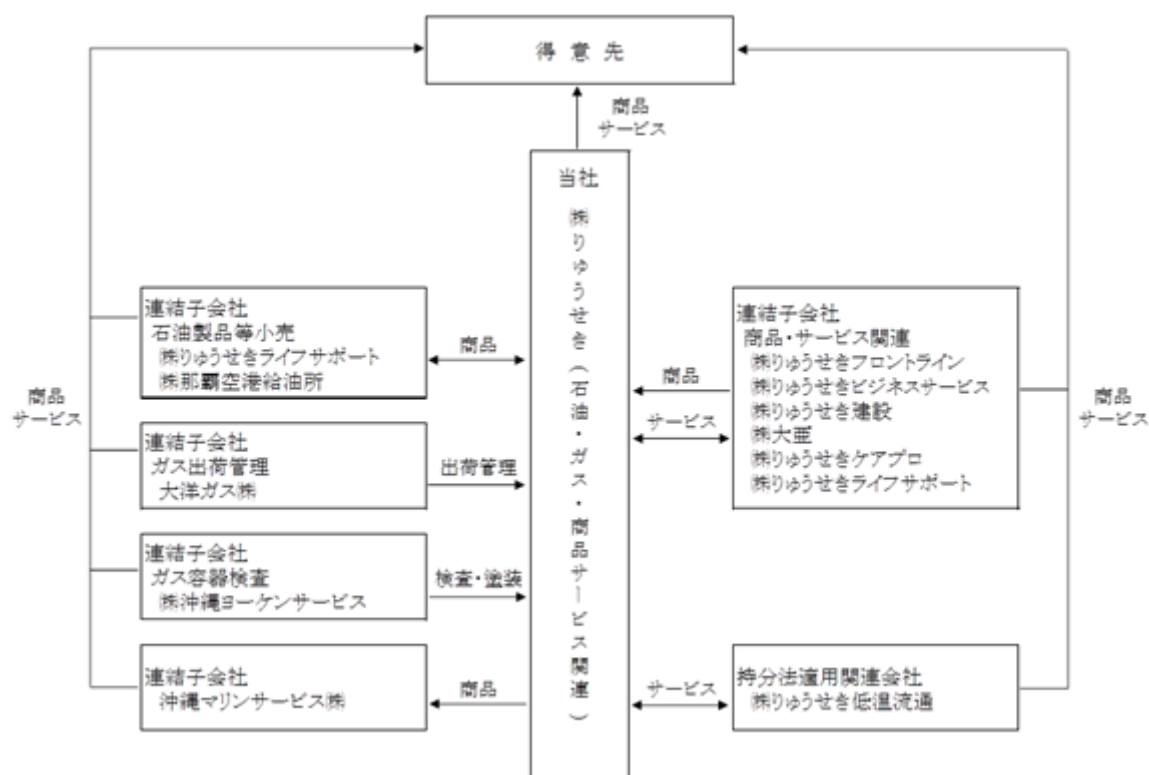 得意先
商品
サービス
当社
㈱りゅうせき(石油・ガス・商品サービス関連)
連結子会社
石油製品等小売
㈱りゅうせきライフサポート
㈱那覇空港給油所
商品
商品
サービス
連結子会社
ガス出荷管理
大洋ガス㈱
出荷管理
連結子会社
ガス容器検査
㈱沖縄ヨーケンサービス
検査・塗装
連結子会社
沖縄マリンサービス㈱
商品
連結子会社
商品・サービス関連
㈱りゅうせきフロントライン
㈱りゅうせきビジネスサービス
㈱りゅうせき建設
㈱大亜
㈱りゅうせきケアプロ
㈱りゅうせきライフサポート
商品
サービス
商品
サービス
持分法適用関連会社
㈱りゅうせき低温流通
サービス